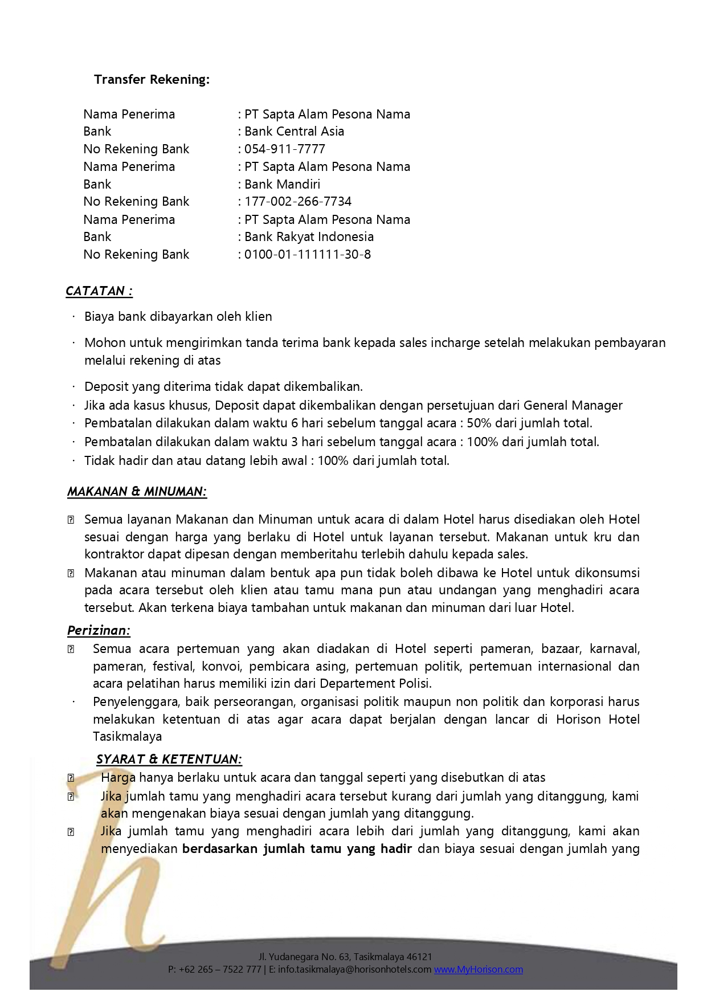 Transfer Rekening:
Nama Penerima : PT Sapta Alam Pesona Nama
Bank : Bank Central Asia
No Rekening Bank : 054-911-7777
Nama Penerima : PT Sapta Alam Pesona Nama
Bank : Bank Mandiri
No Rekening Bank : 177-002-266-7734
Nama Penerima : PT Sapta Alam Pesona Nama
Bank : Bank Rakyat Indonesia
No Rekening Bank : 0100-01-111111-30-8
CATATAN :
· Biaya bank dibayarkan oleh klien
· Mohon untuk mengirimkan tanda terima bank kepada sales incharge setelah melakukan pembayaran
melalui rekening di atas
· Deposit yang diterima tidak dapat dikembalikan.
· Jika ada kasus khusus, Deposit dapat dikembalikan dengan persetujuan dari General Manager
· Pembatalan dilakukan dalam waktu 6 hari sebelum tanggal acara : 50% dari jumlah total.
· Pembatalan dilakukan dalam waktu 3 hari sebelum tanggal acara : 100% dari jumlah total.
· Tidak hadir dan atau datang lebih awal : 100% dari jumlah total.
MAKANAN & MINUMAN:
Semua layanan Makanan dan Minuman untuk acara di dalam Hotel harus disediakan oleh Hotel
sesuai dengan harga yang berlaku di Hotel untuk layanan tersebut. Makanan untuk kru dan
kontraktor dapat dipesan dengan memberitahu terlebih dahulu kepada sales.
Makanan atau minuman dalam bentuk apa pun tidak boleh dibawa ke Hotel untuk dikonsumsi
pada acara tersebut oleh klien atau tamu mana pun atau undangan yang menghadiri acara
tersebut. Akan terkena biaya tambahan untuk makanan dan minuman dari luar Hotel.
Perizinan:
Semua acara pertemuan yang akan diadakan di Hotel seperti pameran, bazaar, karnaval,
pameran, festival, konvoi, pembicara asing, pertemuan politik, pertemuan internasional dan
acara pelatihan harus memiliki izin dari Departement Polisi.
· Penyelenggara, baik perseorangan, organisasi politik maupun non politik dan korporasi harus
melakukan ketentuan di atas agar acara dapat berjalan dengan lancar di Horison Hotel
Tasikmalaya
SYARAT & KETENTUAN:
Harga hanya berlaku untuk acara dan tanggal seperti yang disebutkan di atas
Jika jumlah tamu yang menghadiri acara tersebut kurang dari jumlah yang ditanggung, kami
akan mengenakan biaya sesuai dengan jumlah yang ditanggung.
Jika jumlah tamu yang menghadiri acara lebih dari jumlah yang ditanggung, kami akan
menyediakan berdasarkan jumlah tamu yang hadir dan biaya sesuai dengan jumlah yang
Jl. Yudanegara No. 63, Tasikmalaya 46121
P: +62 265 – 7522 777 | E: info.tasikmalaya@horisonhotels.com www.MyHorison.com